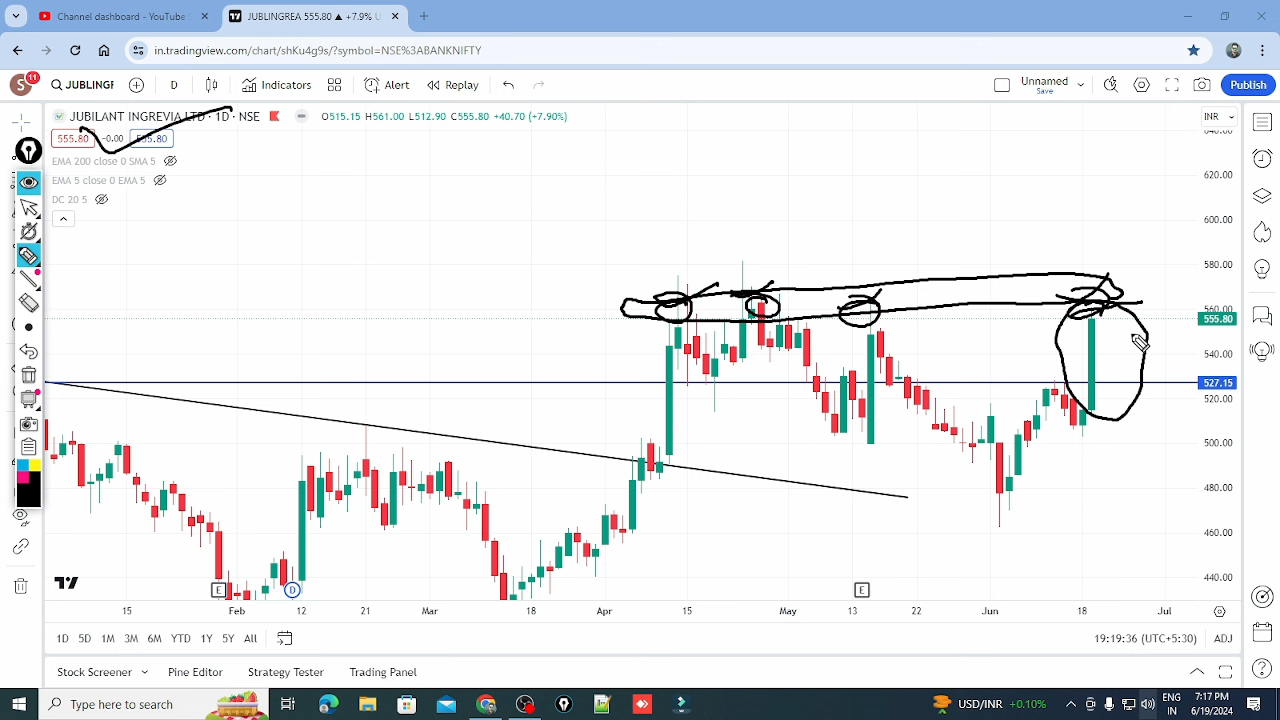 Channel dashboard - YouTube S
JUBLINGREA 555.80 ▲ +7.9% U
in.tradingview.com/chart/shKu4g9s/?symbol=NSE%3ABANKNIFTY
S 11 JUBLINGF D Indicators Alert Replay Unnamed Save Publish
JUBILANT INGREVIA LTD · 1D · NSE O515.15 H561.00 L512.90 C555.80 +40.70 (+7.90%) INR
555.80 0.00 555.80
EMA 200 close 0 SMA 5
EMA 5 close 0 EMA 5
DC 20 5
640.00
620.00
600.00
580.00
560.00
555.80
540.00
527.15
520.00
500.00
480.00
460.00
440.00
E D E
15 Feb 12 21 Mar 18 Apr 15 May 13 22 Jun 18 Jul
1D 5D 1M 3M 6M YTD 1Y 5Y All 19:19:36 (UTC+5:30) ADJ
Stock Screener Pine Editor Strategy Tester Trading Panel
Type here to search USD/INR +0.10% ENG 7:17 PM
IN 6/19/2024